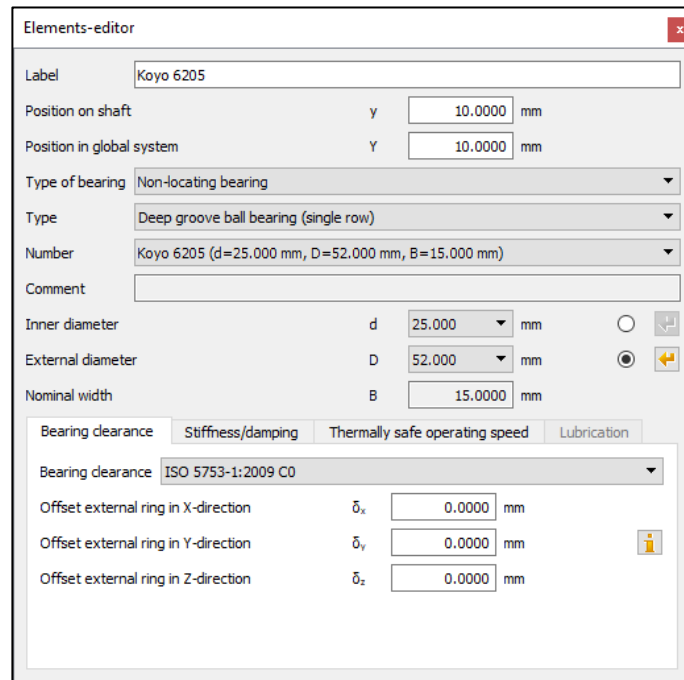 Elements-editor x
Label Koyo 6205
Position on shaft y 10.0000 mm
Position in global system Y 10.0000 mm
Type of bearing Non-locating bearing
Type Deep groove ball bearing (single row)
Number Koyo 6205 (d=25.000 mm, D=52.000 mm, B=15.000 mm)
Comment
Inner diameter d 25.000 mm
External diameter D 52.000 mm
Nominal width B 15.0000 mm
Bearing clearance Stiffness/damping Thermally safe operating speed Lubrication
Bearing clearance ISO 5753-1:2009 C0
Offset external ring in X-direction δₓ 0.0000 mm
Offset external ring in Y-direction δᵧ 0.0000 mm
Offset external ring in Z-direction δz 0.0000 mm